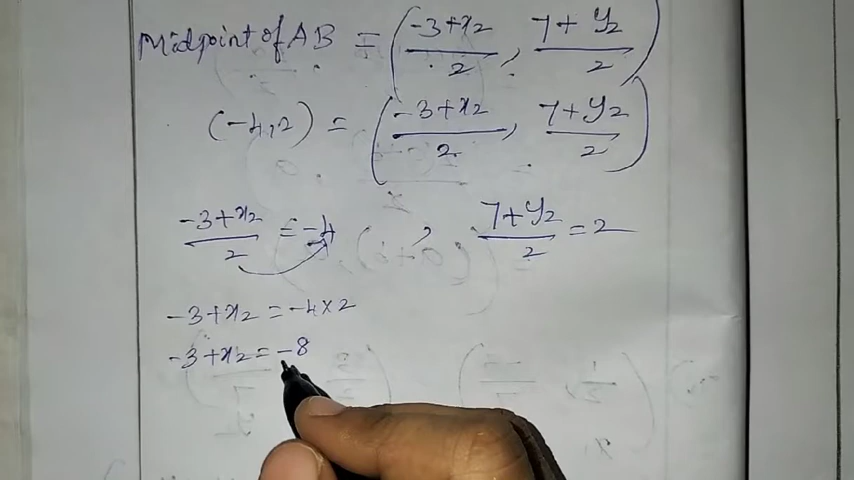 Midpoint of AB = ( (-3+x₂)/2 , (7+y₂)/2 )
(-4,2) = ( (-3+x₂)/2 , (7+y₂)/2 )
(-3+x₂)/2 = -4 , (7+y₂)/2 = 2
-3+x₂ = -4×2
-3+x₂ = -8